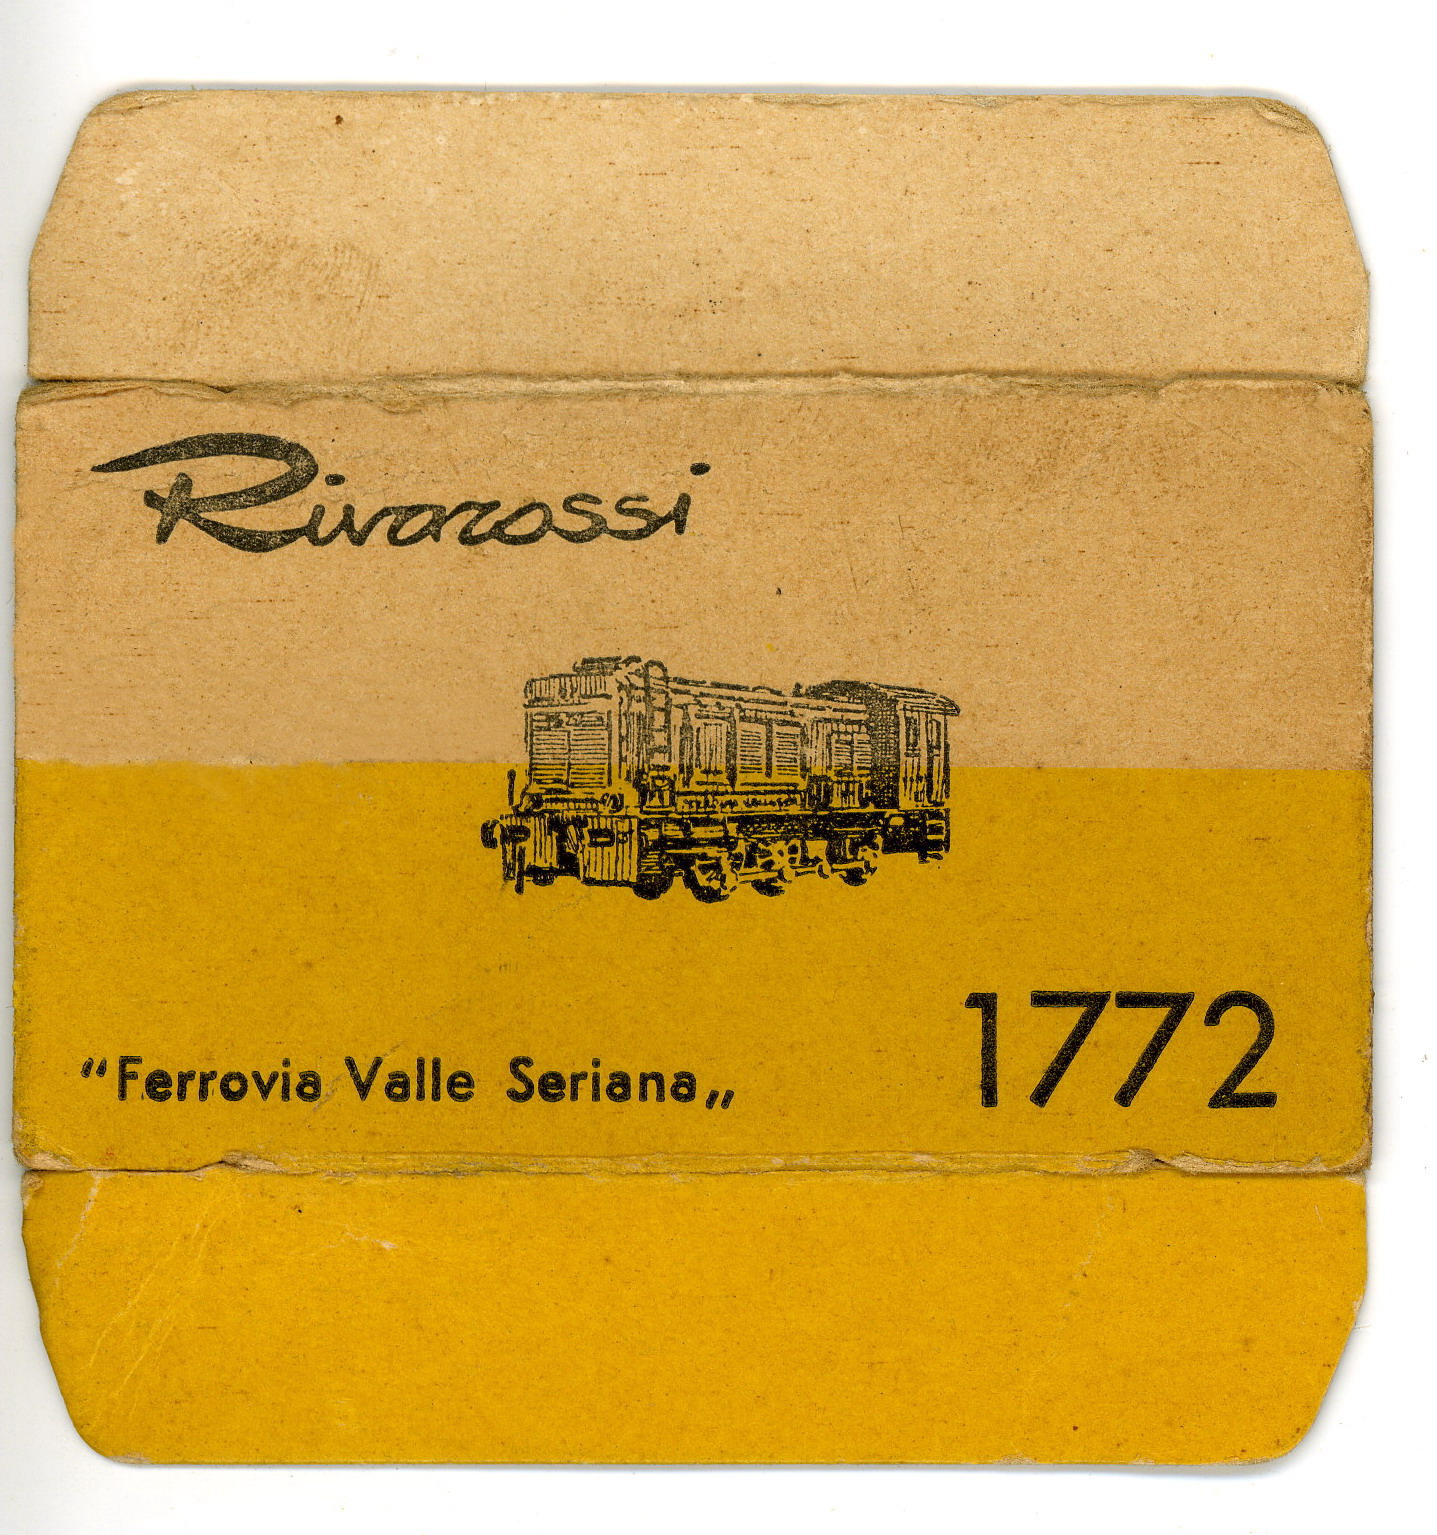 Rivarossi
1772
“Ferrovia Valle Seriana„